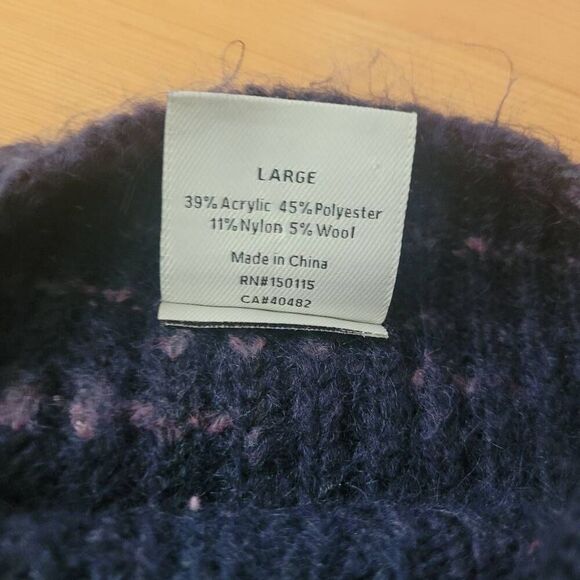 LARGE
39% Acrylic 45% Polyester
11% Nylon 5% Wool
Made in China
RN#150115
CA#40482